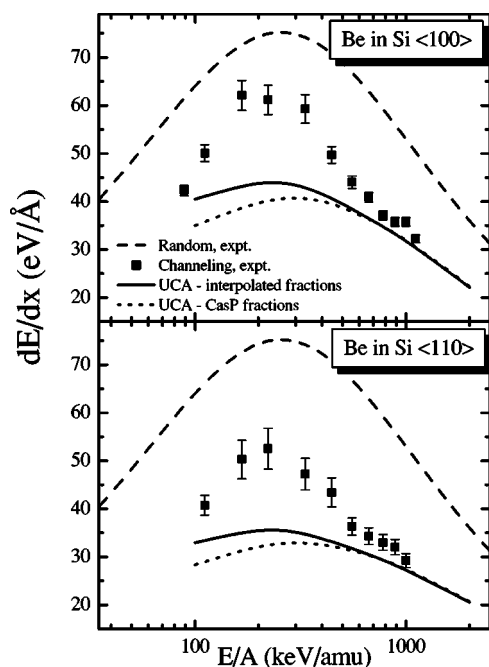 Be in Si <100>
70
60
50
40
30
20
Random, expt.
Channeling, expt.
UCA - interpolated fractions
UCA - CasP fractions
dE/dx (eV/Å)
Be in Si <110>
70
60
50
40
30
20
100
1000
E/A (keV/amu)